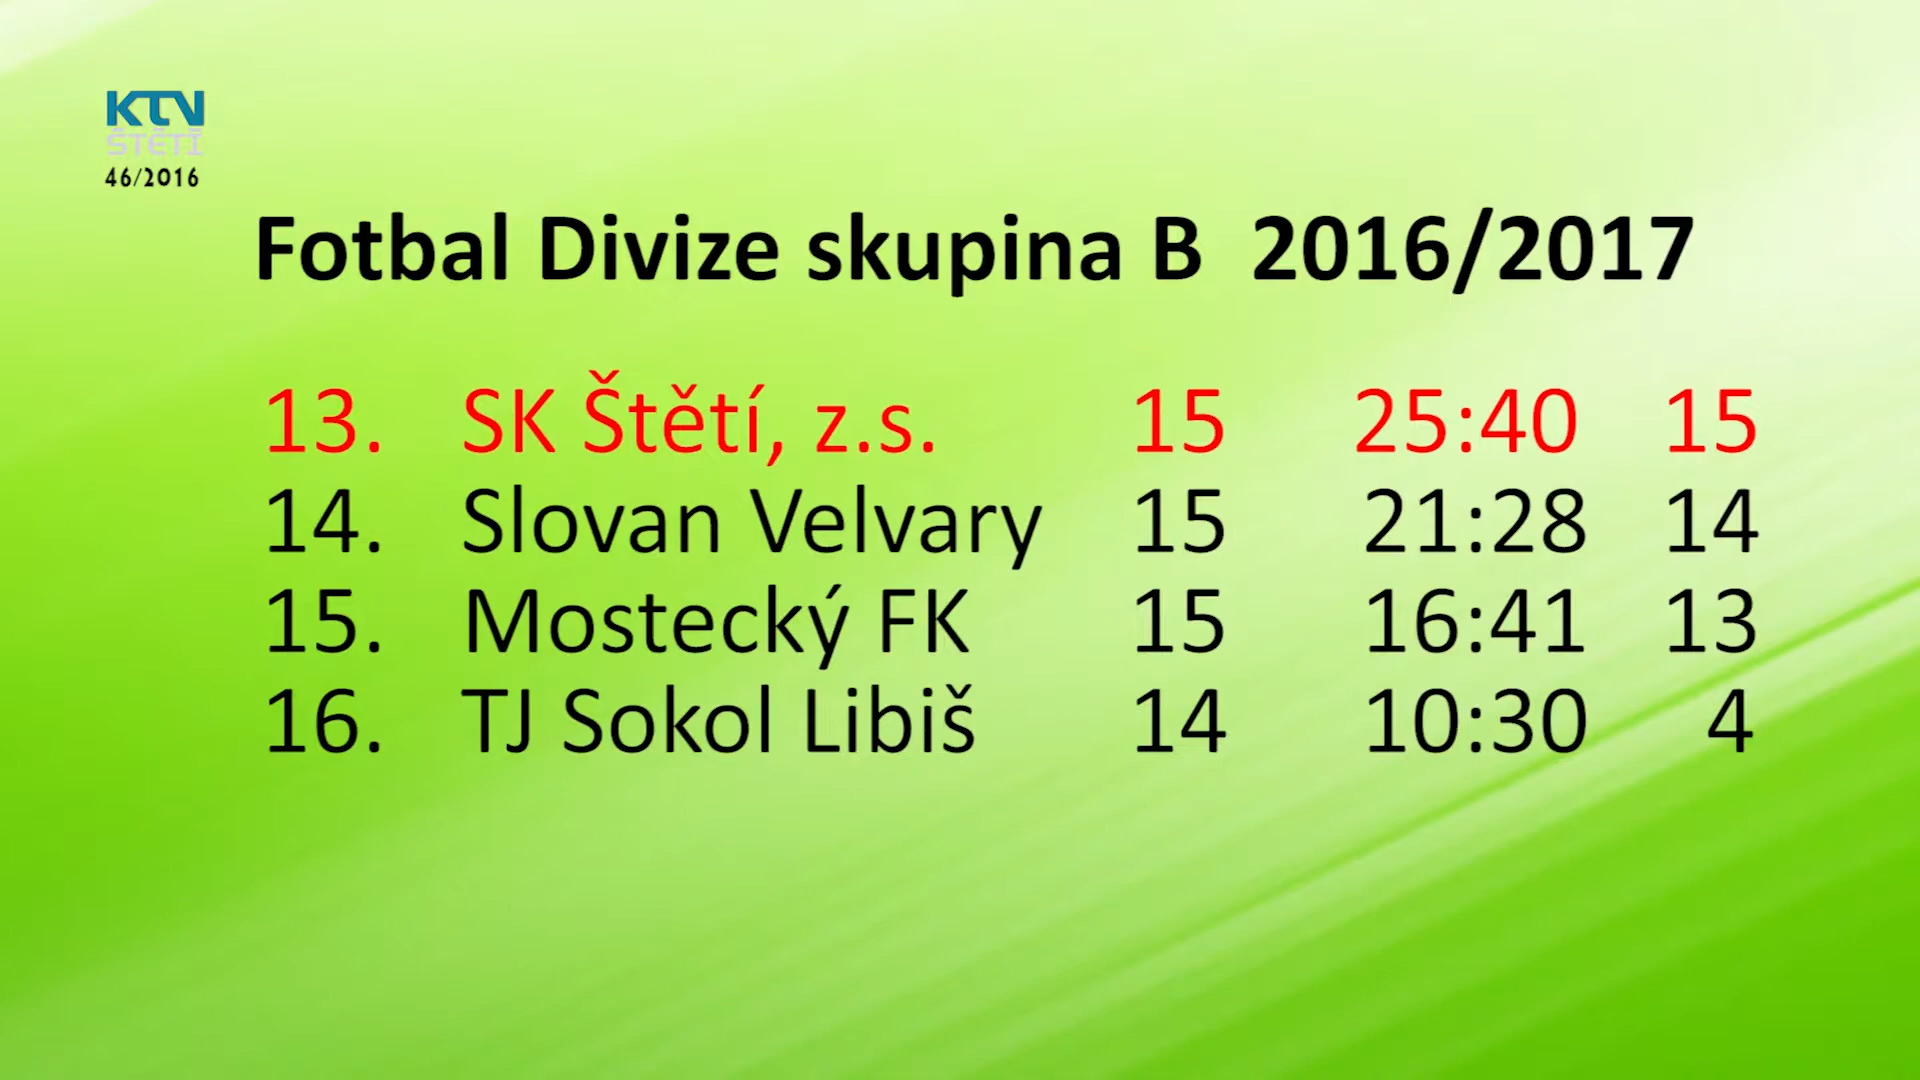 KTV
ŠTĚTÍ
46/2016
Fotbal Divize skupina B 2016/2017
13. SK Štětí, z.s. 15 25:40 15
14. Slovan Velvary 15 21:28 14
15. Mostecký FK 15 16:41 13
16. TJ Sokol Libiš 14 10:30 4